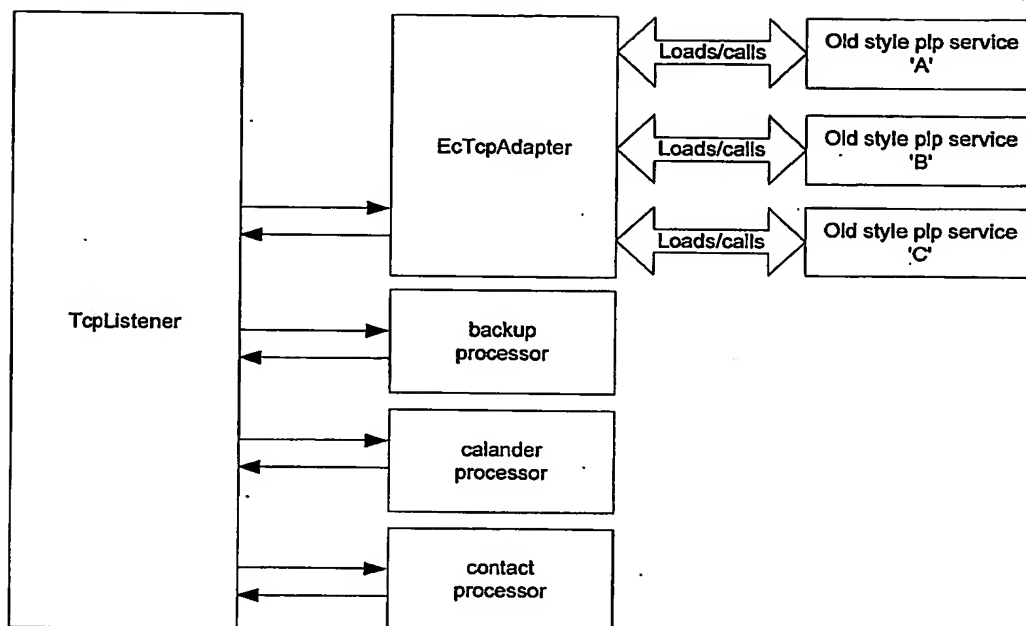 TcpListener
EcTcpAdapter
Loads/calls
Old style plp service
'A'
Loads/calls
Old style plp service
'B'
Loads/calls
Old style plp service
'C'
backup
processor
calander
processor
contact
processor